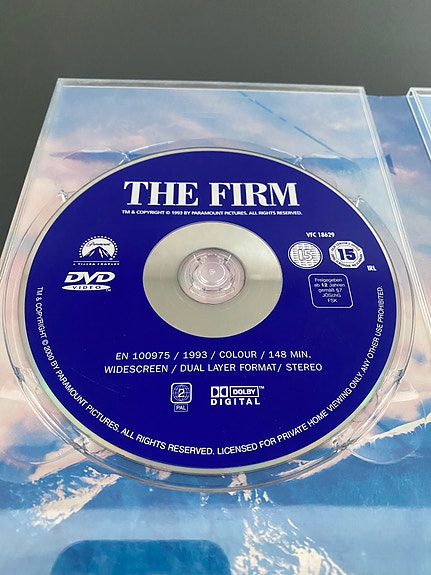 THE FIRM
TM & COPYRIGHT © 1993 BY PARAMOUNT PICTURES. ALL RIGHTS RESERVED.
VFC 18629
Paramount
A VIACOM COMPANY
15
15
IRL
DVD
VIDEO
Freigegeben
ab 12 Jahren
gemäß §7
JÖSchG
FSK
EN 100975 / 1993 / COLOUR / 148 MIN.
WIDESCREEN / DUAL LAYER FORMAT/ STEREO
2
PAL
DOLBY
DIGITAL
TM & COPYRIGHT © 2000 BY PARAMOUNT PICTURES. ALL RIGHTS RESERVED. LICENSED FOR PRIVATE HOME VIEWING ONLY. ANY OTHER USE PROHIBITED.